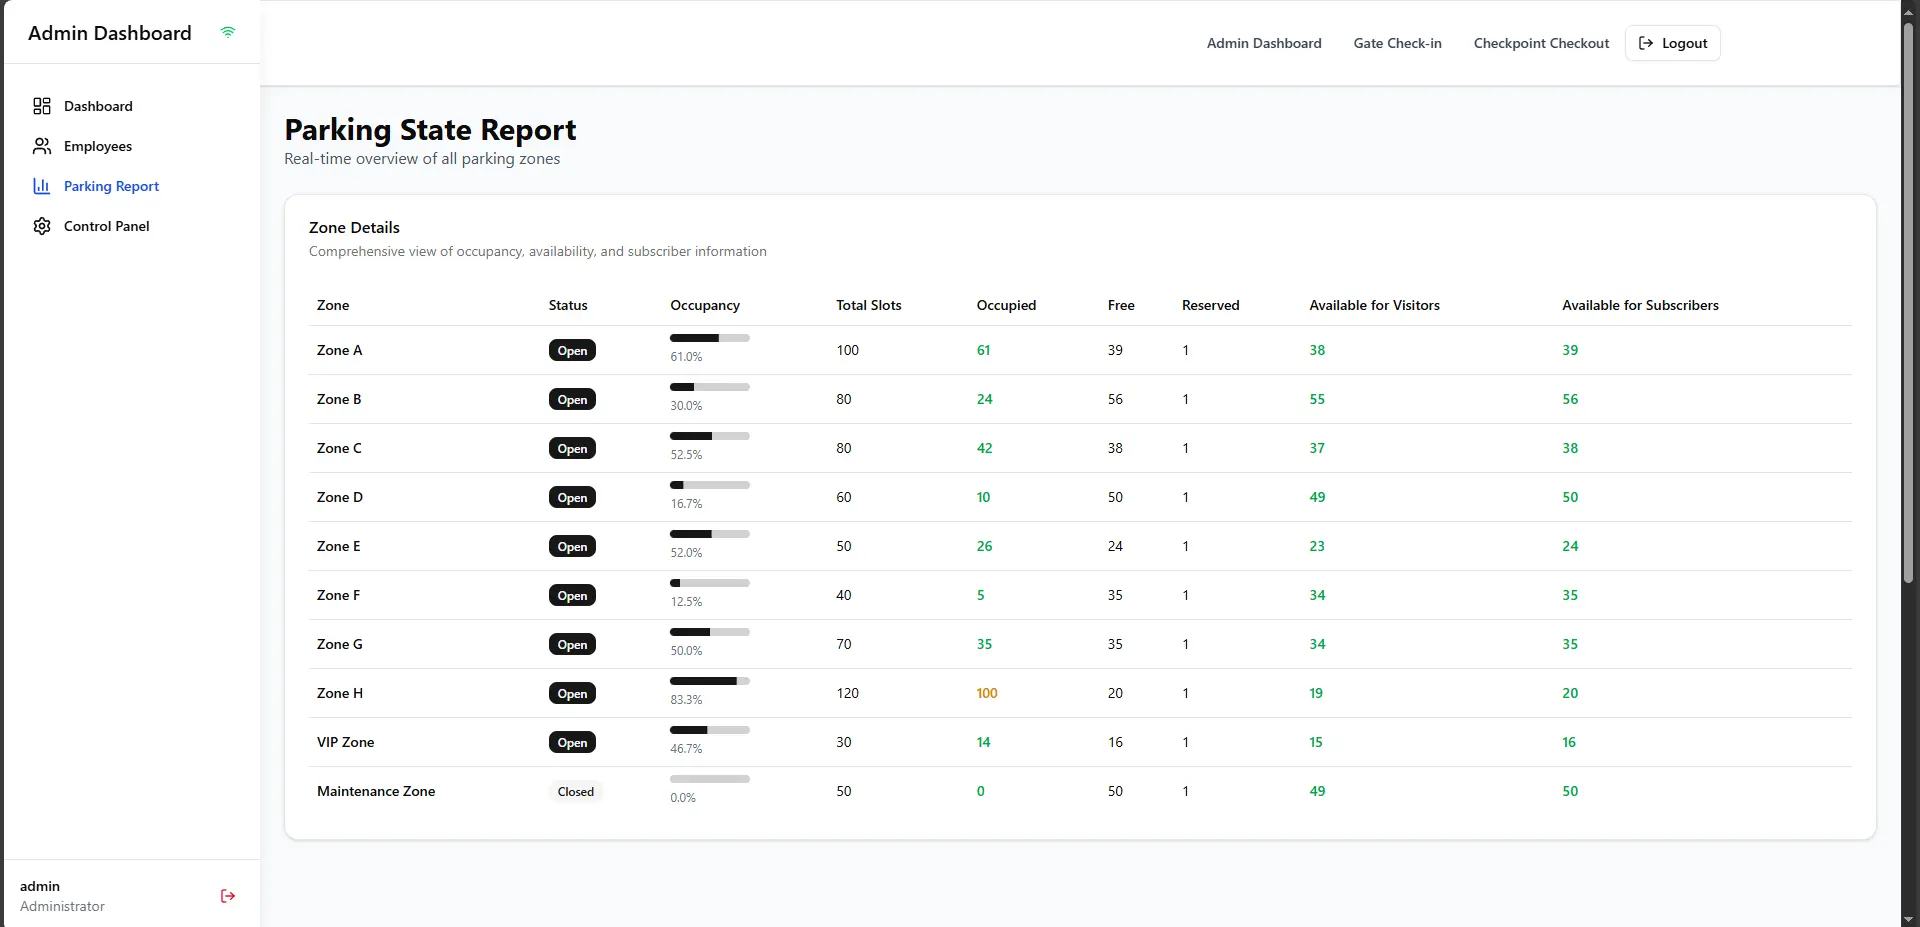 Admin Dashboard
Admin Dashboard Gate Check-in Checkpoint Checkout Logout
Dashboard
Employees
Parking Report
Control Panel
Parking State Report
Real-time overview of all parking zones
Zone Details
Comprehensive view of occupancy, availability, and subscriber information
Zone Status Occupancy Total Slots Occupied Free Reserved Available for Visitors Available for Subscribers
Zone A Open 61.0% 100 61 39 1 38 39
Zone B Open 30.0% 80 24 56 1 55 56
Zone C Open 52.5% 80 42 38 1 37 38
Zone D Open 16.7% 60 10 50 1 49 50
Zone E Open 52.0% 50 26 24 1 23 24
Zone F Open 12.5% 40 5 35 1 34 35
Zone G Open 50.0% 70 35 35 1 34 35
Zone H Open 83.3% 120 100 20 1 19 20
VIP Zone Open 46.7% 30 14 16 1 15 16
Maintenance Zone Closed 0.0% 50 0 50 1 49 50
admin
Administrator